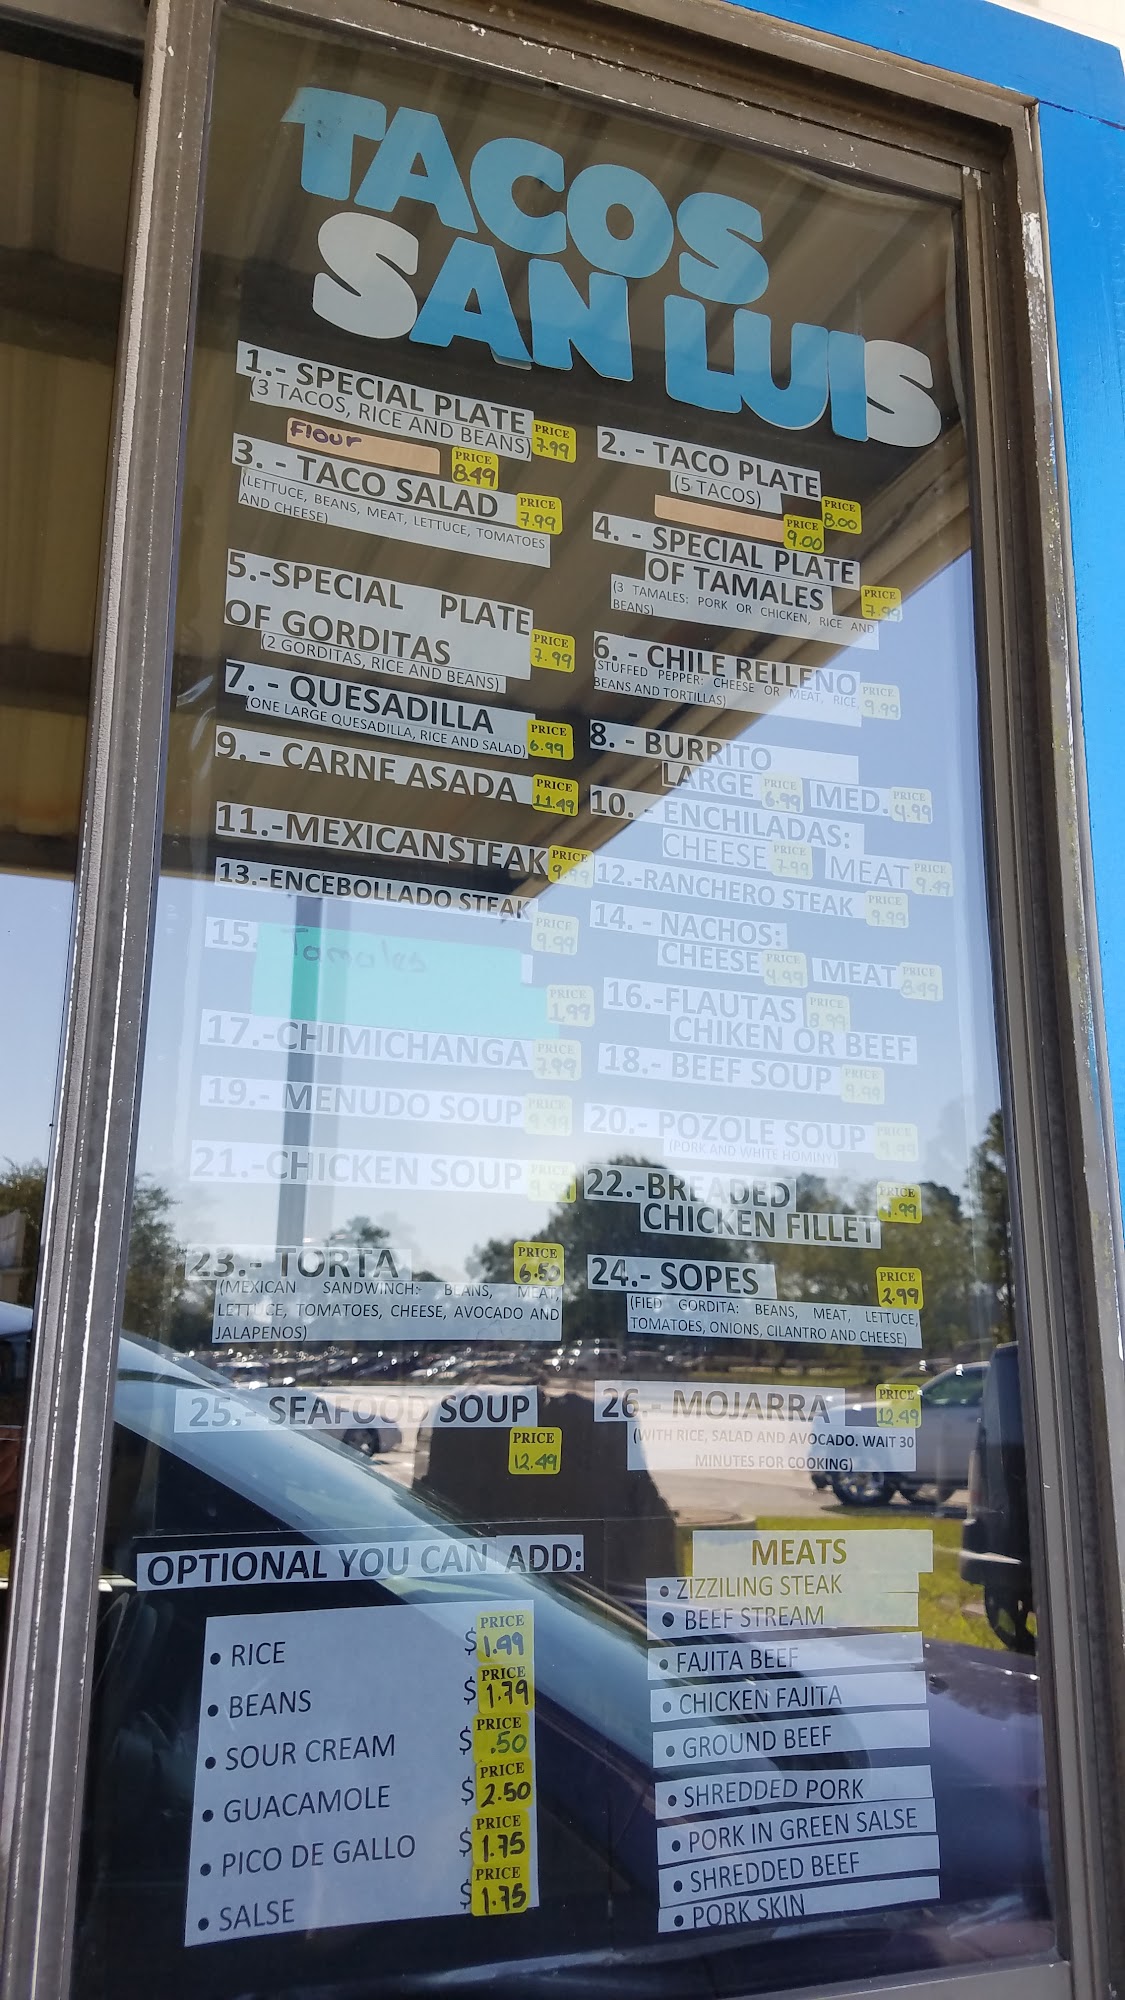 TACOS
SAN LUIS
1.- SPECIAL PLATE
(3 TACOS, RICE AND BEANS)
PRICE
7.99
Flour
PRICE
8.49
2. - TACO PLATE
(5 TACOS)
PRICE
8.00
PRICE
9.00
3. - TACO SALAD
(LETTUCE, BEANS, MEAT, LETTUCE, TOMATOES
AND CHEESE)
PRICE
7.99
4. - SPECIAL PLATE
OF TAMALES
(3 TAMALES: PORK OR CHICKEN, RICE AND
BEANS)
PRICE
7.99
5.-SPECIAL PLATE
OF GORDITAS
(2 GORDITAS, RICE AND BEANS)
PRICE
7.99
6. - CHILE RELLENO
(STUFFED PEPPER: CHEESE OR MEAT, RICE,
BEANS AND TORTILLAS)
PRICE
9.99
7. - QUESADILLA
(ONE LARGE QUESADILLA, RICE AND SALAD)
PRICE
6.99
8. - BURRITO
LARGE PRICE 6.99 MED. PRICE 4.99
9. - CARNE ASADA
PRICE
11.49
10. - ENCHILADAS:
CHEESE PRICE 7.99 MEAT PRICE 9.49
11.-MEXICANSTEAK
PRICE
9.99
12.-RANCHERO STEAK
PRICE
9.99
13.-ENCEBOLLADO STEAK
PRICE
9.99
14. - NACHOS:
CHEESE PRICE 4.99 MEAT PRICE 8.49
15. Tamales
PRICE
1.99
16.-FLAUTAS
CHIKEN OR BEEF
PRICE
8.99
17.-CHIMICHANGA
PRICE
7.99
18.- BEEF SOUP
PRICE
9.99
19.- MENUDO SOUP
PRICE
9.99
20.- POZOLE SOUP
(PORK AND WHITE HOMINY)
PRICE
9.99
21.-CHICKEN SOUP
PRICE
22.-BREADED
CHICKEN FILLET
PRICE
23.- TORTA
(MEXICAN SANDWINCH: BEANS, MEAT,
LETTUCE, TOMATOES, CHEESE, AVOCADO AND
JALAPENOS)
PRICE
6.50
24.- SOPES
(FIED GORDITA: BEANS, MEAT, LETTUCE,
TOMATOES, ONIONS, CILANTRO AND CHEESE)
PRICE
2.99
25.- SEAFOOD SOUP
PRICE
12.49
26.- MOJARRA
(WITH RICE, SALAD AND AVOCADO. WAIT 30
MINUTES FOR COOKING)
PRICE
12.49
OPTIONAL YOU CAN ADD:
• RICE $ PRICE 1.99
• BEANS $ PRICE 1.79
• SOUR CREAM $ PRICE .50
• GUACAMOLE $ PRICE 2.50
• PICO DE GALLO $ PRICE 1.75
• SALSE $ PRICE 1.75
MEATS
• ZIZZILING STEAK
• BEEF STREAM
• FAJITA BEEF
• CHICKEN FAJITA
• GROUND BEEF
• SHREDDED PORK
• PORK IN GREEN SALSE
• SHREDDED BEEF
• PORK SKIN